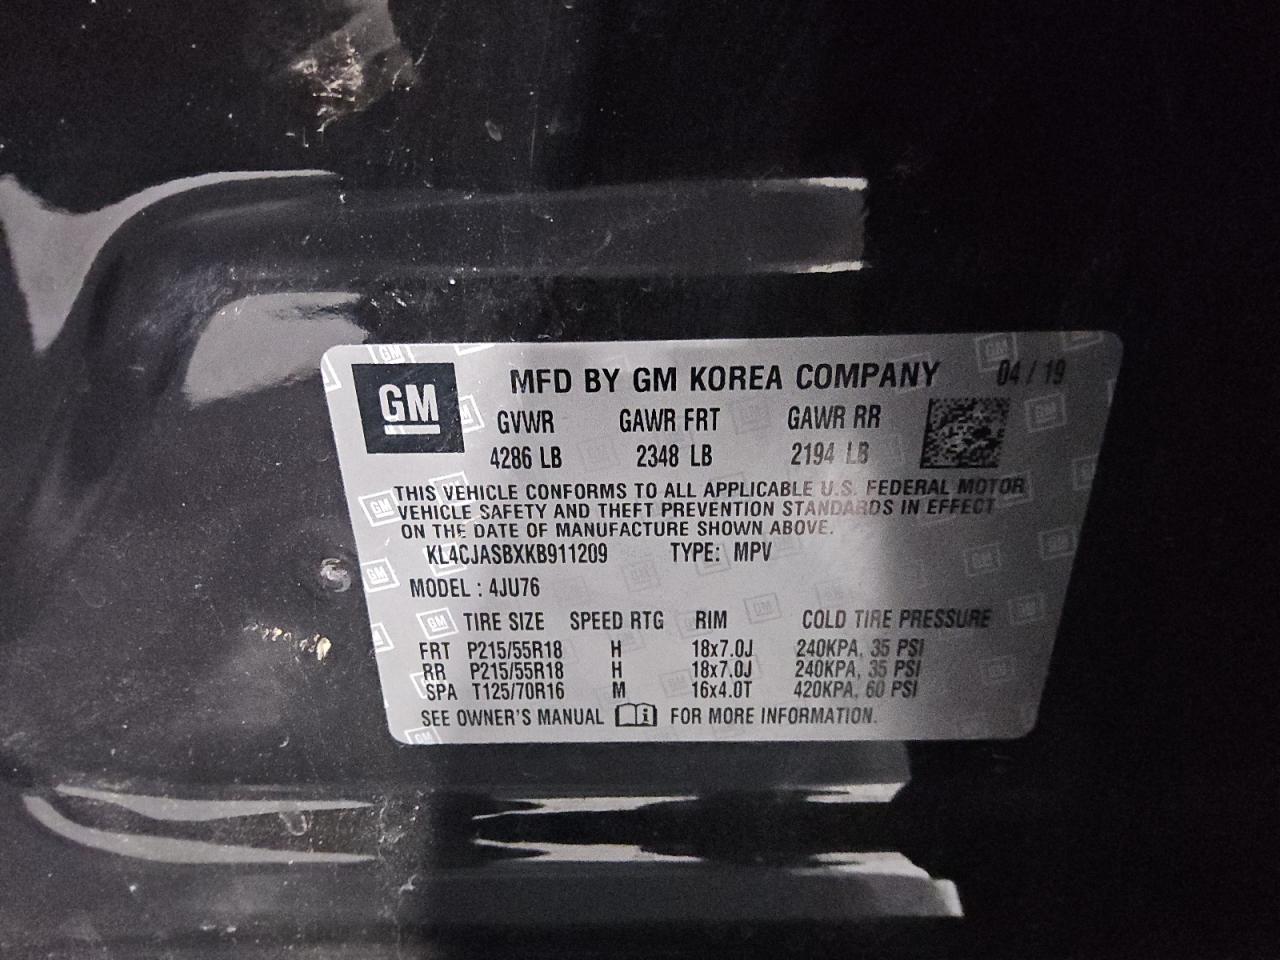 GM MFD BY GM KOREA COMPANY 04 / 19
GVWR GAWR FRT GAWR RR
4286 LB 2348 LB 2194 LB
THIS VEHICLE CONFORMS TO ALL APPLICABLE U.S. FEDERAL MOTOR
VEHICLE SAFETY AND THEFT PREVENTION STANDARDS IN EFFECT
ON THE DATE OF MANUFACTURE SHOWN ABOVE.
KL4CJASBXKB911209 TYPE: MPV
MODEL : 4JU76
TIRE SIZE SPEED RTG RIM COLD TIRE PRESSURE
FRT P215/55R18 H 18x7.0J 240KPA, 35 PSI
RR P215/55R18 H 18x7.0J 240KPA, 35 PSI
SPA T125/70R16 M 16x4.0T 420KPA, 60 PSI
SEE OWNER'S MANUAL i FOR MORE INFORMATION.